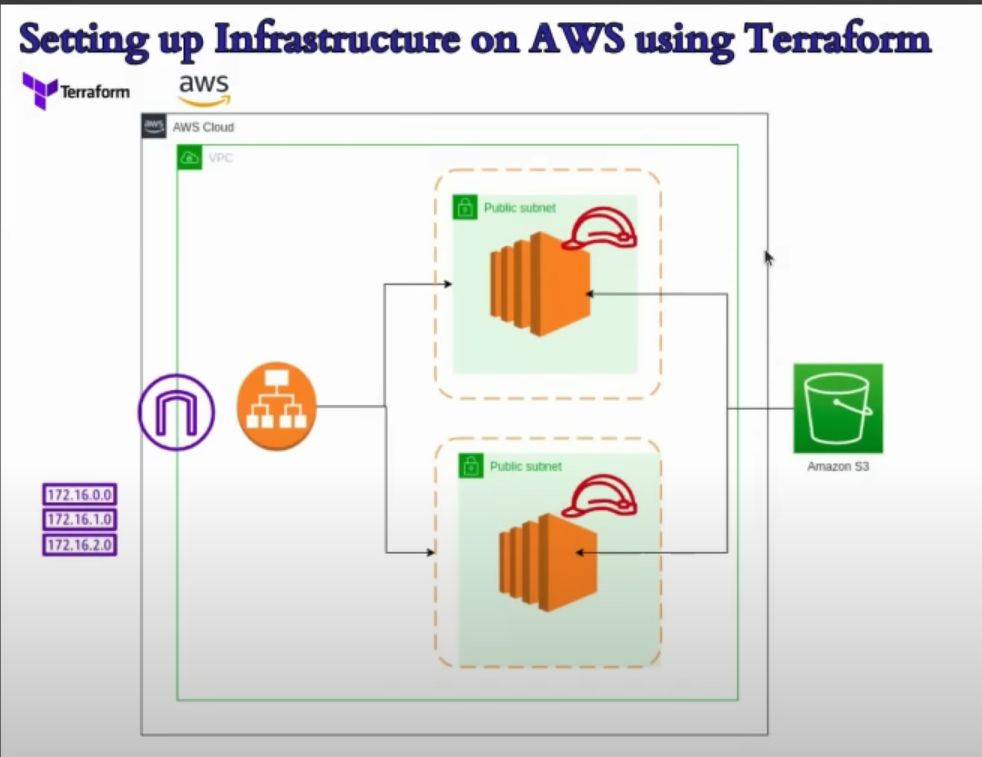 Setting up Infrastructure on AWS using Terraform
Terraform
aws
aws
AWS Cloud
VPC
Public subnet
Public subnet
172.16.0.0
172.16.1.0
172.16.2.0
Amazon S3